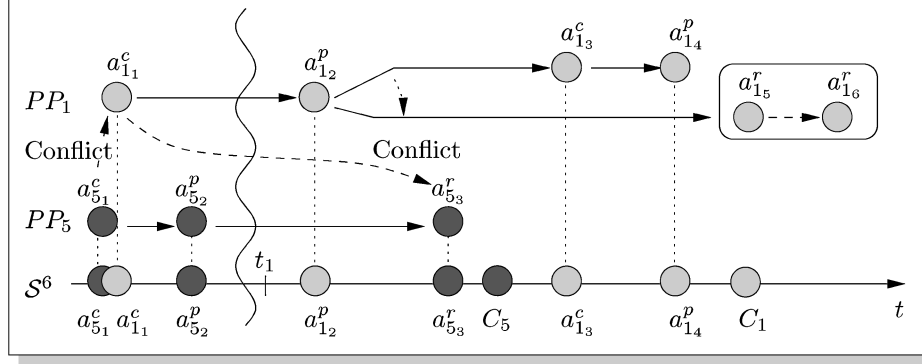 a^c_{1_1} a^p_{1_2} a^c_{1_3} a^p_{1_4} a^r_{1_5} a^r_{1_6}
PP_1
Conflict Conflict
a^c_{5_1} a^p_{5_2} a^r_{5_3}
PP_5
t_1
S^6
a^c_{5_1} a^c_{1_1} a^p_{5_2} a^p_{1_2} a^r_{5_3} C_5 a^c_{1_3} a^p_{1_4} C_1 t